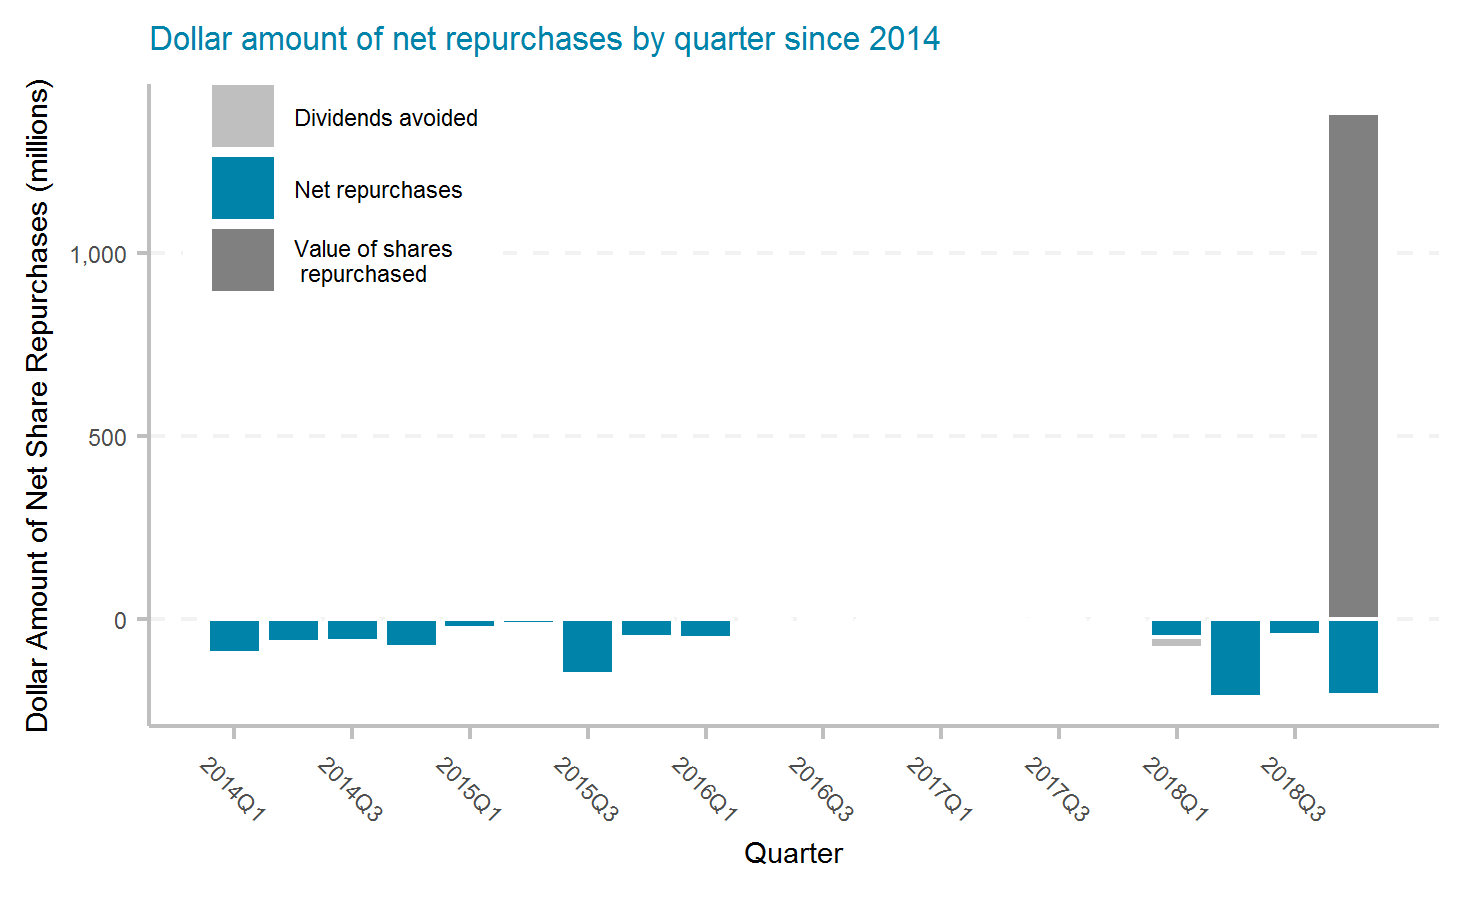 Dollar amount of net repurchases by quarter since 2014
Dollar Amount of Net Share Repurchases (millions)
Dividends avoided
Net repurchases
Value of shares
repurchased
1,000
500
0
2014Q1
2014Q3
2015Q1
2015Q3
2016Q1
2016Q3
2017Q1
2017Q3
2018Q1
2018Q3
Quarter